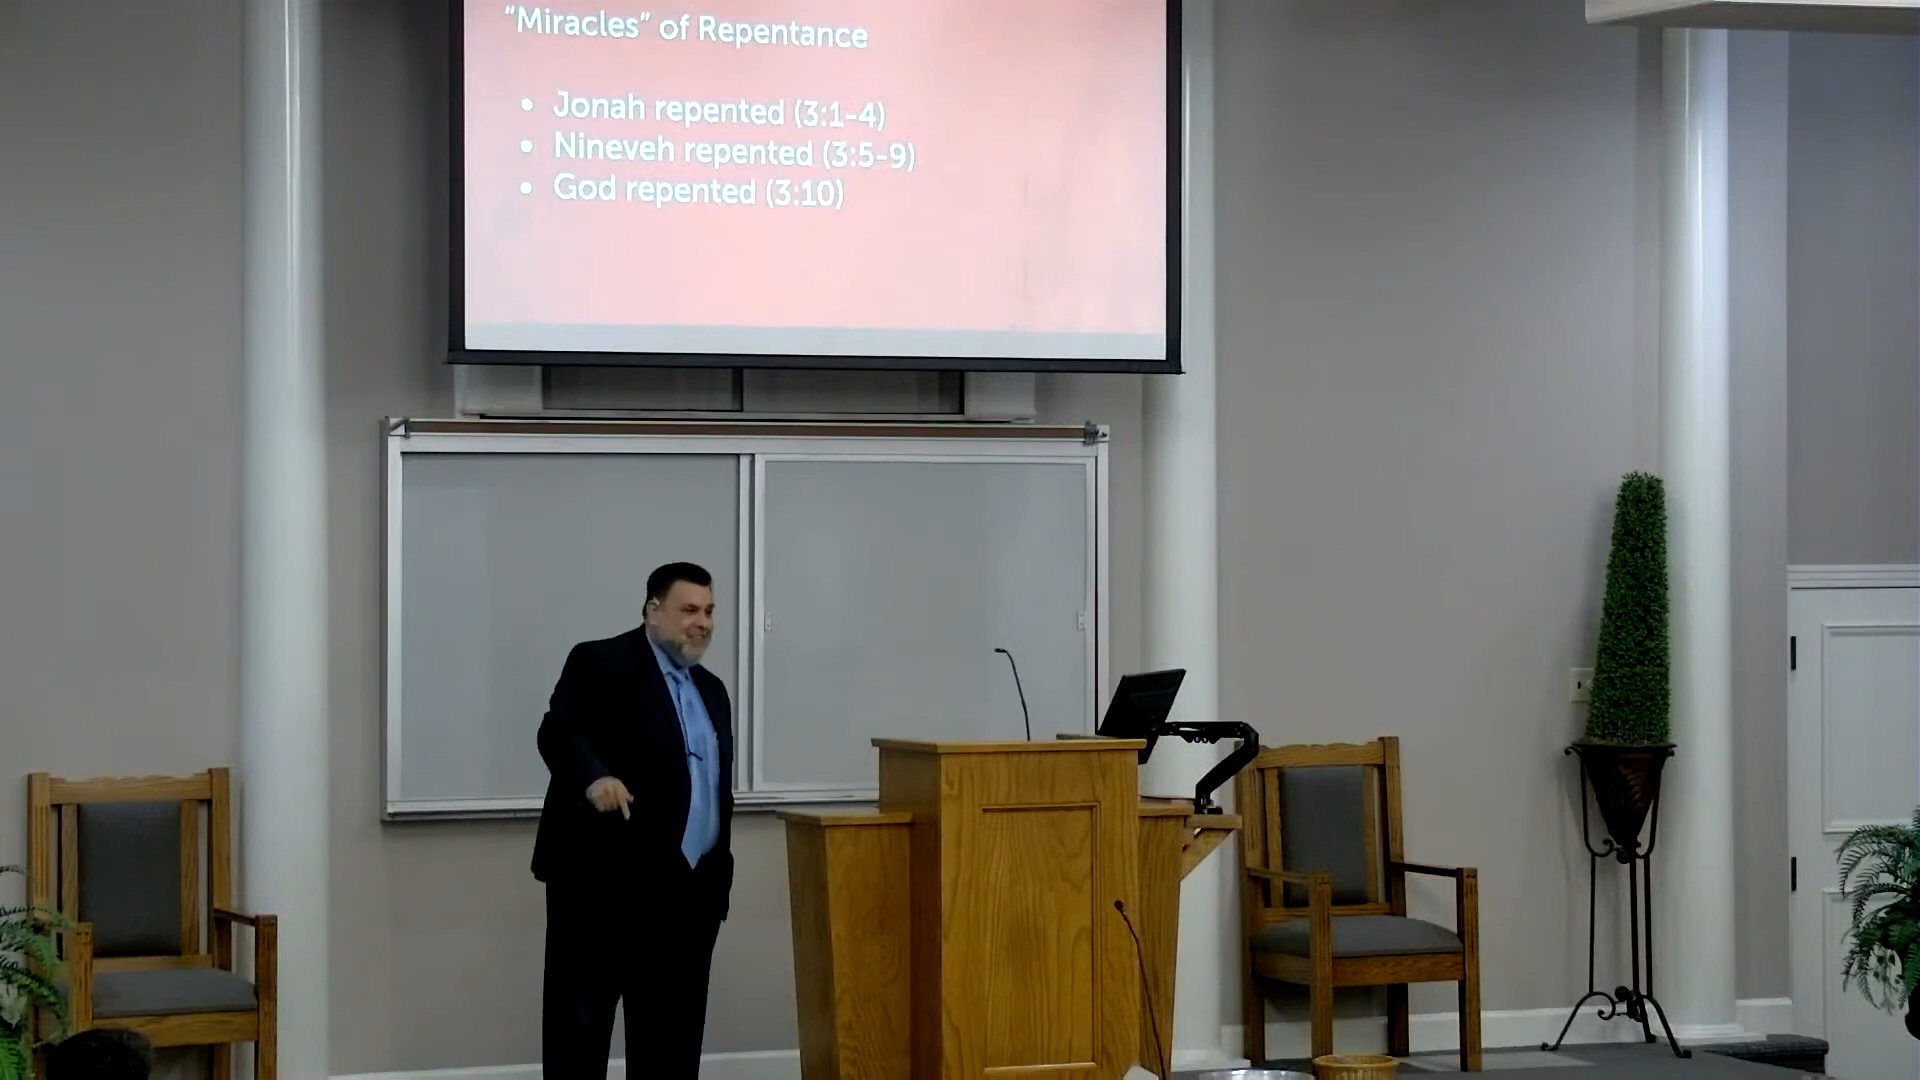 “Miracles” of Repentance
• Jonah repented (3:1-4)
• Nineveh repented (3:5-9)
• God repented (3:10)